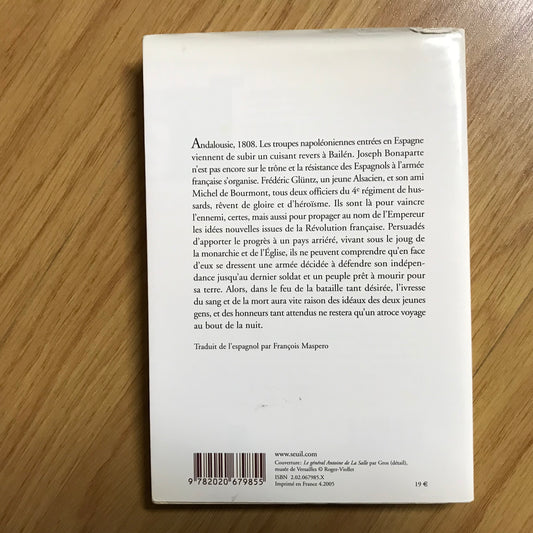 Andalousie, 1808. Les troupes napoléoniennes entrées en Espagne
viennent de subir un cuisant revers à Bailén. Joseph Bonaparte
n'est pas encore sur le trône et la résistance des Espagnols à l'armée
française s'organise. Frédéric Glüntz, un jeune Alsacien, et son ami
Michel de Bourmont, tous deux officiers du 4e régiment de hus-
sards, rêvent de gloire et d'héroïsme. Ils sont là pour vaincre
l'ennemi, certes, mais aussi pour propager au nom de l'Empereur
les idées nouvelles issues de la Révolution française. Persuadés
d'apporter le progrès à un pays arriéré, vivant sous le joug de
la monarchie et de l'Église, ils ne peuvent comprendre qu'en face
d'eux se dressent une armée décidée à défendre son indépen-
dance jusqu'au dernier soldat et un peuple prêt à mourir pour
sa terre. Alors, dans le feu de la bataille tant désirée, l'ivresse
du sang et de la mort aura vite raison des idéaux des deux jeunes
gens, et des honneurs tant attendus ne restera qu'un atroce voyage
au bout de la nuit.
Traduit de l'espagnol par François Maspero
www.seuil.com
Couverture: Le général Antoine de La Salle par Gros (détail),
musée de Versailles © Roger-Viollet
ISBN 2.02.067985.X
Imprimé en France 4.2005
19 €
9 782020 679855